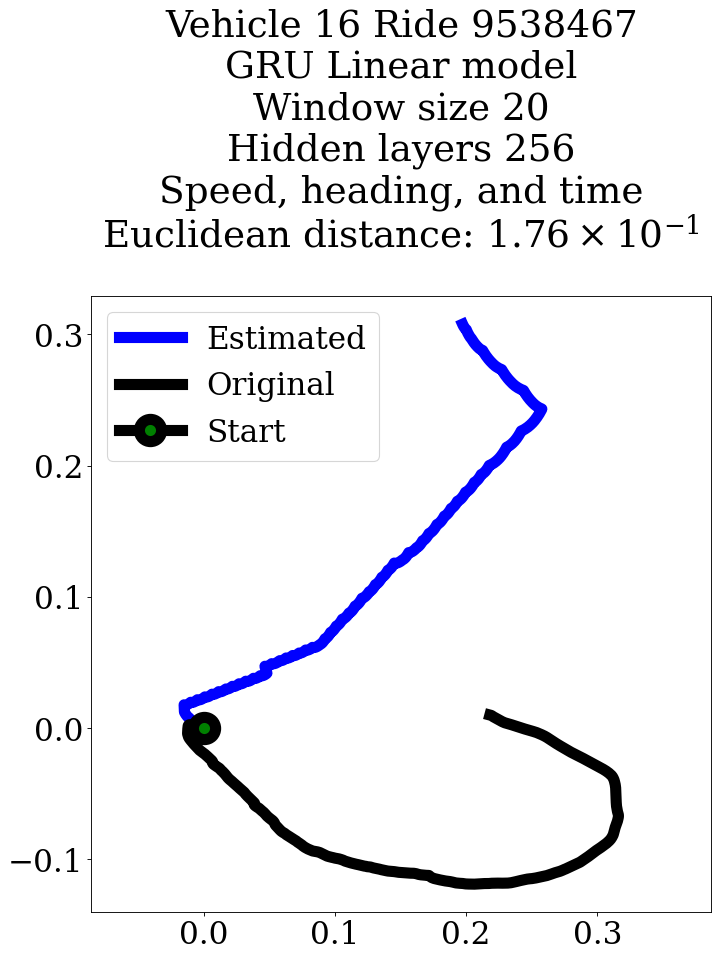 Vehicle 16 Ride 9538467
GRU Linear model
Window size 20
Hidden layers 256
Speed, heading, and time
Euclidean distance: 1.76 × 10⁻¹
Estimated
Original
Start
0.3
0.2
0.1
0.0
−0.1
0.0 0.1 0.2 0.3